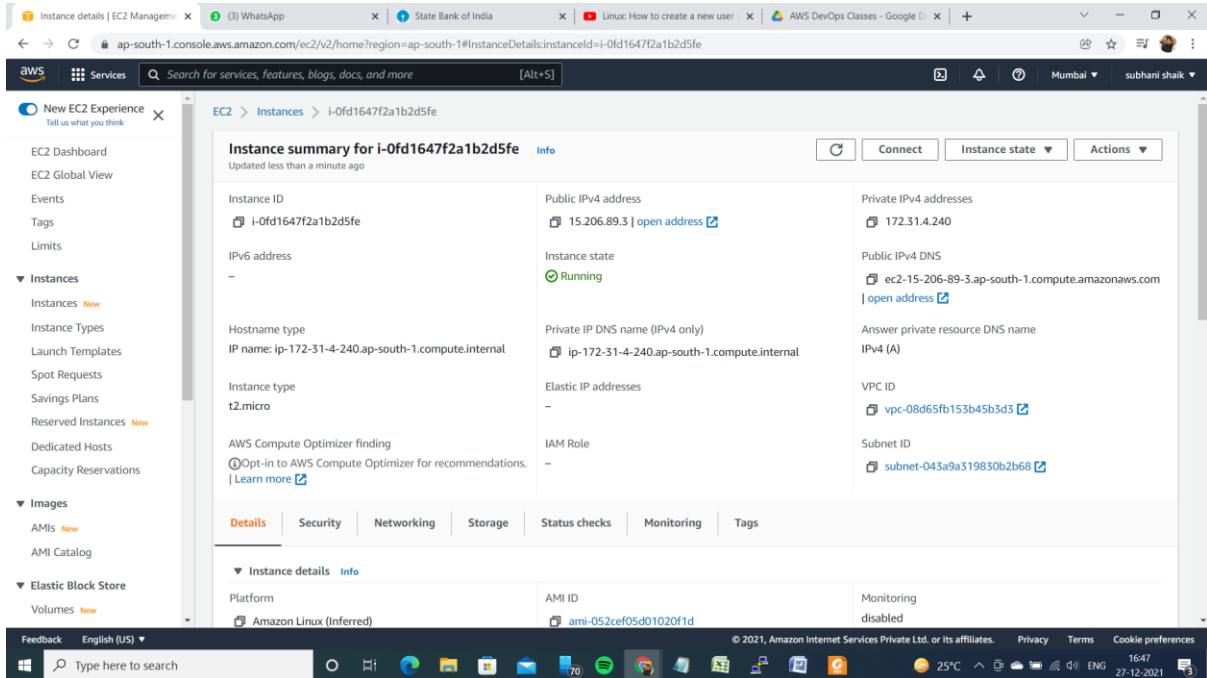 Instance details | EC2 Manageme
(3) WhatsApp
State Bank of India
Linux: How to create a new user
AWS DevOps Classes - Google D
ap-south-1.console.aws.amazon.com/ec2/v2/home?region=ap-south-1#InstanceDetails:instanceId=i-0fd1647f2a1b2d5fe
aws
Services
Search for services, features, blogs, docs, and more [Alt+S]
Mumbai ▼
subhani shaik ▼
New EC2 Experience
Tell us what you think
EC2 Dashboard
EC2 Global View
Events
Tags
Limits
▼ Instances
Instances New
Instance Types
Launch Templates
Spot Requests
Savings Plans
Reserved Instances New
Dedicated Hosts
Capacity Reservations
▼ Images
AMIs New
AMI Catalog
▼ Elastic Block Store
Volumes New
EC2 > Instances > i-0fd1647f2a1b2d5fe
Instance summary for i-0fd1647f2a1b2d5fe Info
Updated less than a minute ago
Connect
Instance state ▼
Actions ▼
Instance ID
i-0fd1647f2a1b2d5fe
Public IPv4 address
15.206.89.3 | open address
Private IPv4 addresses
172.31.4.240
IPv6 address
–
Instance state
Running
Public IPv4 DNS
ec2-15-206-89-3.ap-south-1.compute.amazonaws.com
| open address
Hostname type
IP name: ip-172-31-4-240.ap-south-1.compute.internal
Private IP DNS name (IPv4 only)
ip-172-31-4-240.ap-south-1.compute.internal
Answer private resource DNS name
IPv4 (A)
Instance type
t2.micro
Elastic IP addresses
–
VPC ID
vpc-08d65fb153b45b3d3
AWS Compute Optimizer finding
Opt-in to AWS Compute Optimizer for recommendations.
| Learn more
IAM Role
–
Subnet ID
subnet-043a9a319830b2b68
Details
Security
Networking
Storage
Status checks
Monitoring
Tags
▼ Instance details Info
Platform
Amazon Linux (Inferred)
AMI ID
ami-052cef05d01020f1d
Monitoring
disabled
Feedback
English (US) ▼
© 2021, Amazon Internet Services Private Ltd. or its affiliates.
Privacy
Terms
Cookie preferences
Type here to search
70
25°C
ENG
16:47
27-12-2021
3